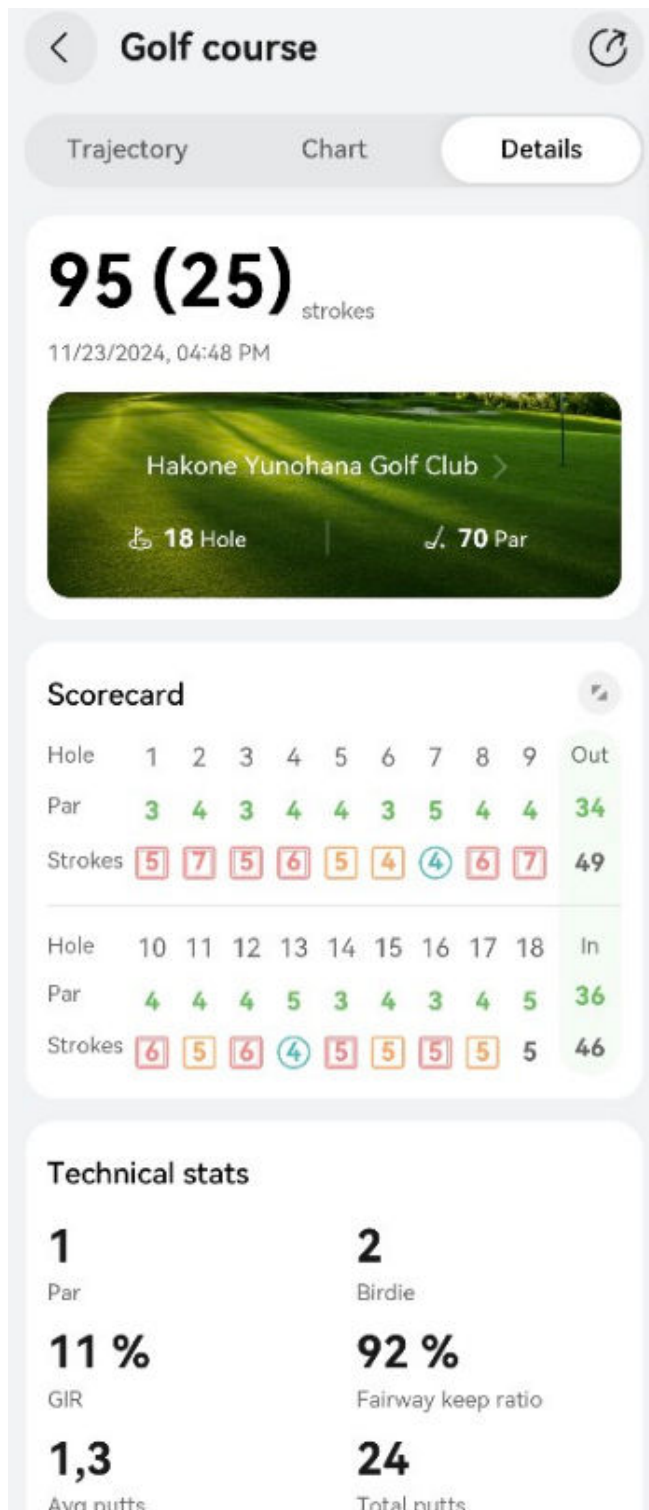 Golf course
Trajectory Chart Details
95 (25) strokes
11/23/2024, 04:48 PM
Hakone Yunohana Golf Club
18 Hole 70 Par
Scorecard
Hole 1 2 3 4 5 6 7 8 9 Out
Par 3 4 3 4 4 3 5 4 4 34
Strokes 5 7 5 6 5 4 4 6 7 49
Hole 10 11 12 13 14 15 16 17 18 In
Par 4 4 4 5 3 4 3 4 5 36
Strokes 6 5 6 4 5 5 5 5 5 46
Technical stats
1 2
Par Birdie
11 % 92 %
GIR Fairway keep ratio
1,3 24
Avg putts Total putts